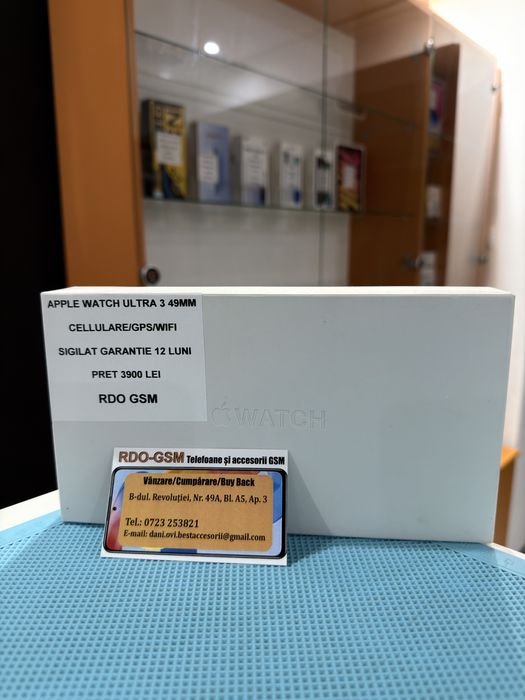 APPLE WATCH ULTRA 3 49MM
CELLULARE/GPS/WIFI
SIGILAT GARANTIE 12 LUNI
PRET 3900 LEI
RDO GSM
WATCH
RDO-GSM Telefoane și accesorii GSM
Vânzare/Cumpărare/Buy Back
B-dul. Revoluției, Nr. 49A, Bl. A5, Ap. 3
Tel.: 0723 253821
E-mail: dani.ovi.bestaccesorii@gmail.com